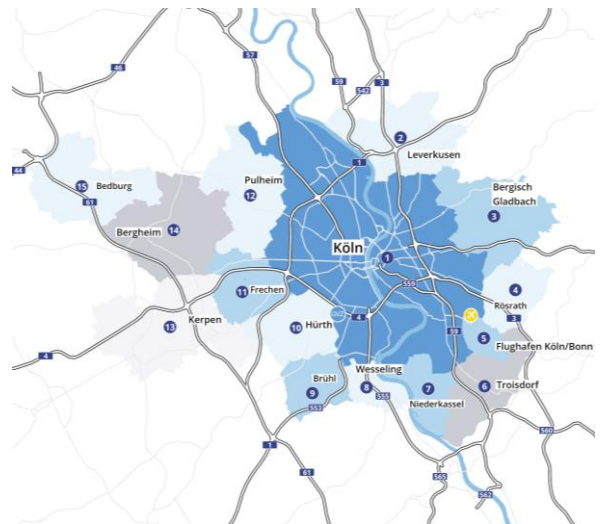 57
46
59
3
542
2
Leverkusen
1
44
15
Bedburg
61
Pulheim
12
Bergisch
Gladbach
3
14
Bergheim
Köln
1
4
559
Rösrath
3
11
Frechen
Kerpen
13
10
Hürth
4
59
5
Flughafen Köln/Bonn
4
Wesseling
Brühl
9
8
555
7
Niederkassel
6
Troisdorf
553
560
1
61
565
562